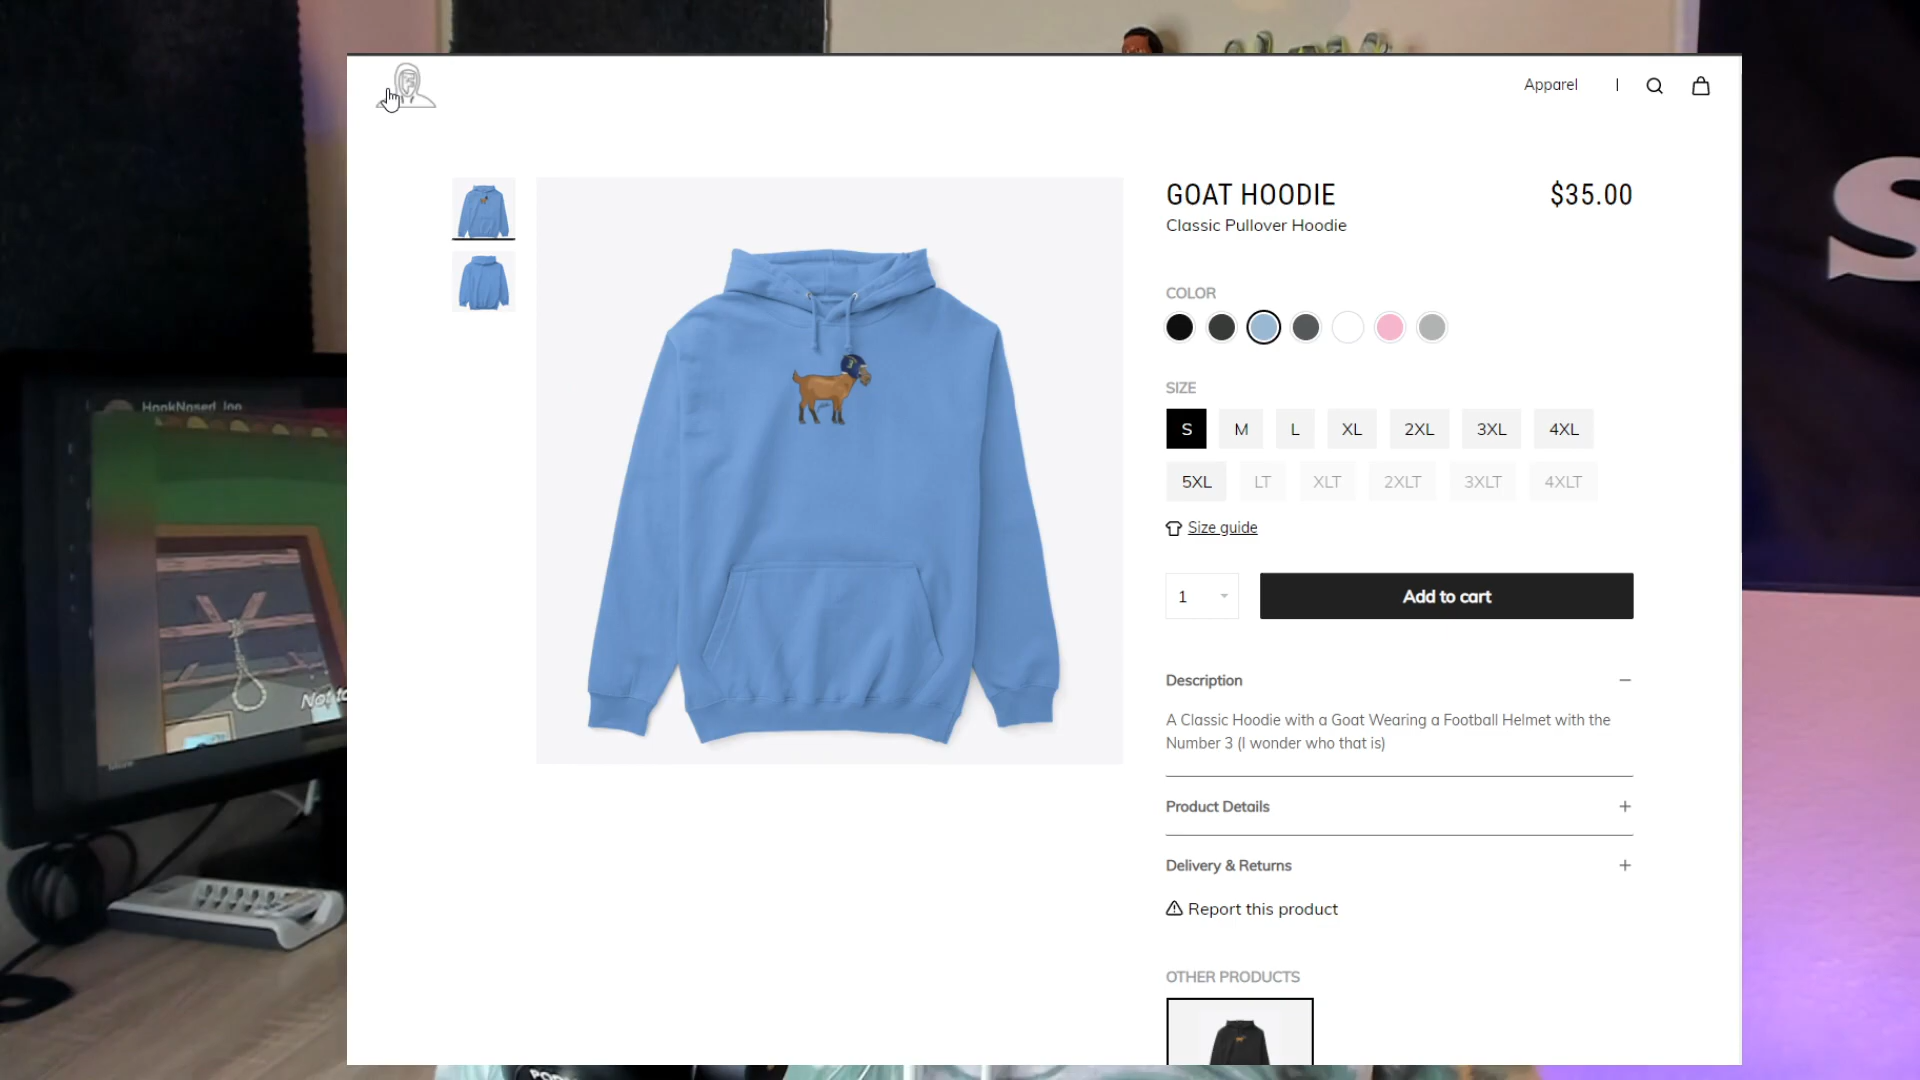 Apparel
GOAT HOODIE
$35.00
Classic Pullover Hoodie
COLOR
SIZE
S M L XL 2XL 3XL 4XL
5XL LT XLT 2XLT 3XLT 4XLT
Size guide
1
Add to cart
Description
A Classic Hoodie with a Goat Wearing a Football Helmet with the
Number 3 (I wonder who that is)
Product Details
Delivery & Returns
Report this product
OTHER PRODUCTS
S